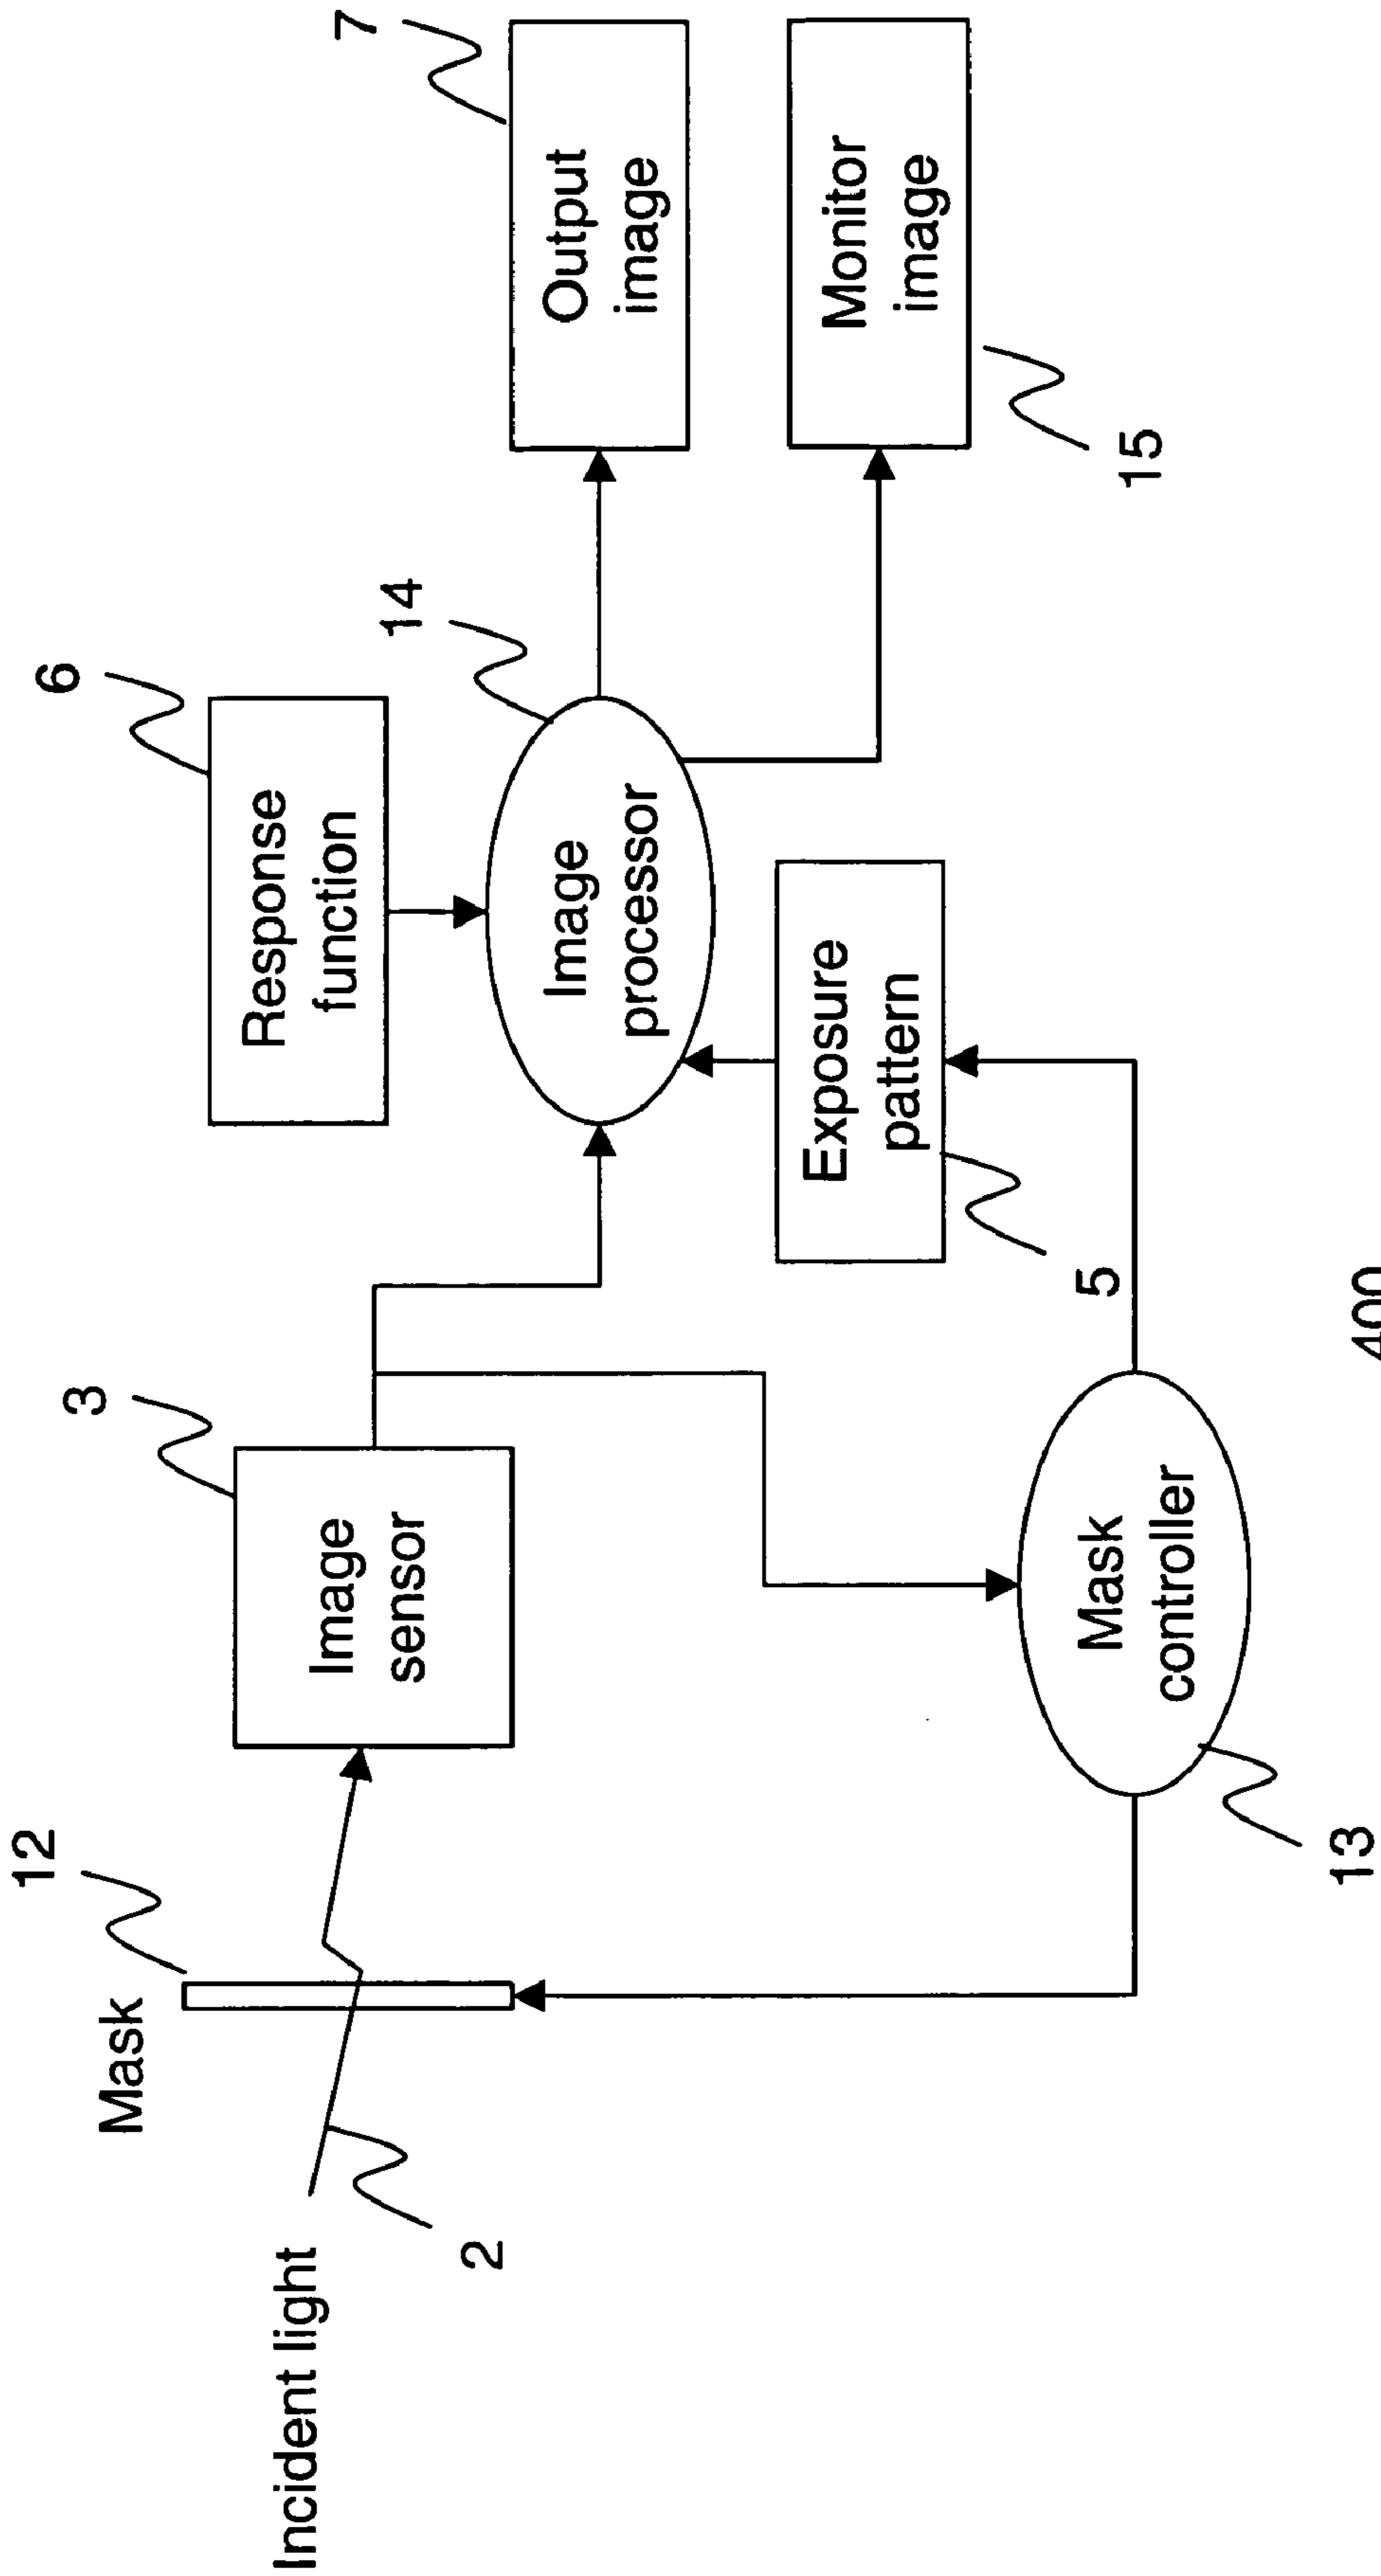 6
Response
function
7
Output
image
14
Image
processor
Monitor
image
15
Exposure
pattern
5
3
Image
sensor
12
Mask
Incident light
2
Mask
controller
13
400